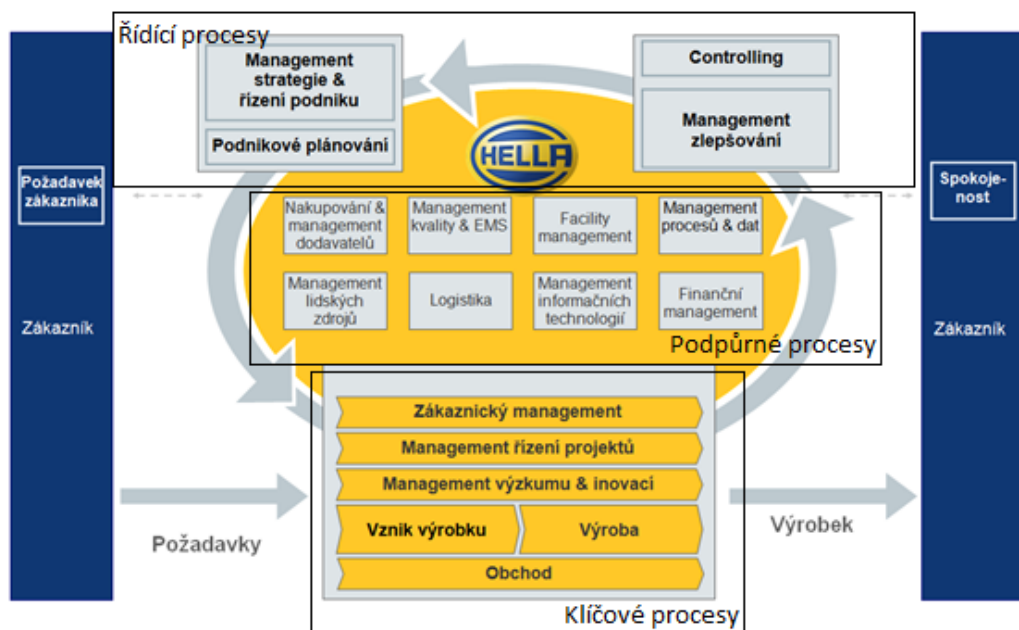 Řídící procesy
Management
strategie &
řízení podniku
Podnikové plánování
Controlling
Management
zlepšování
HELLA
Požadavek
zákazníka
Zákazník
Spokoje-
nost
Zákazník
Nakupování &
management
dodavatelů
Management
kvality & EMS
Facility
management
Management
procesů & dat
Management
lidských
zdrojů
Logistika
Management
informačních
technologií
Finanční
management
Podpůrné procesy
Zákaznický management
Management řízení projektů
Management výzkumu & inovací
Vznik výrobku
Výroba
Obchod
Požadavky
Výrobek
Klíčové procesy